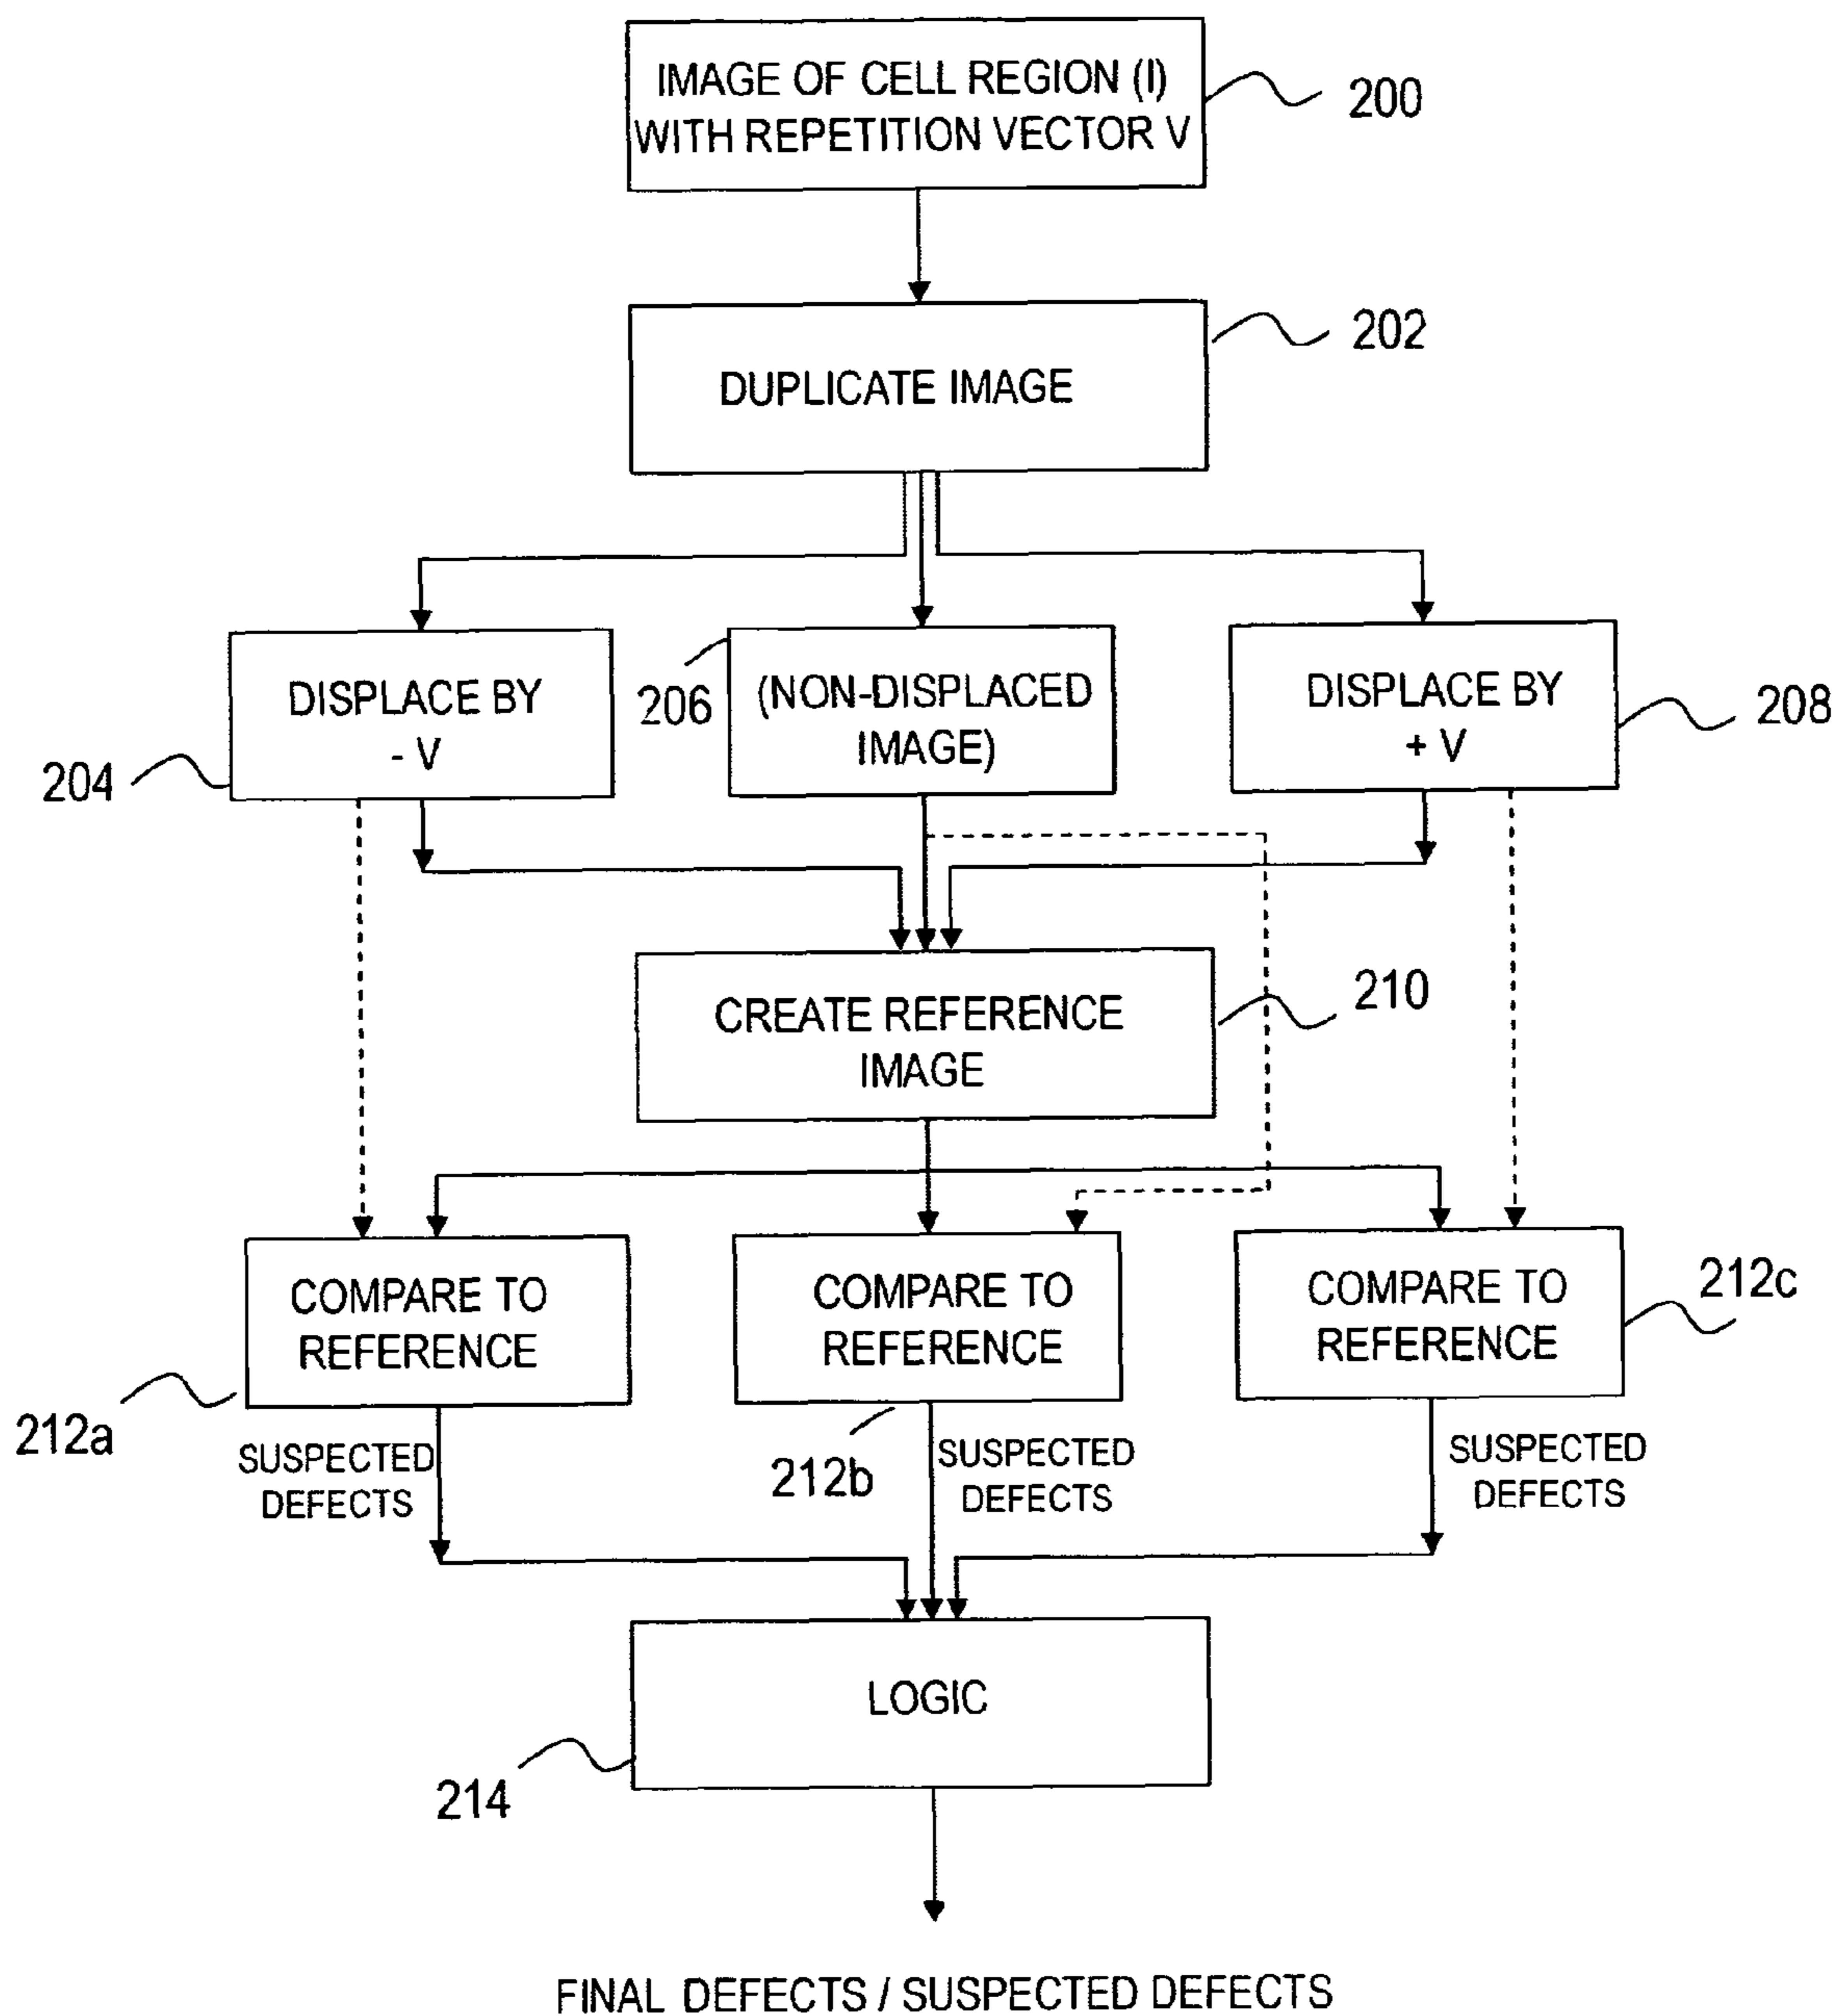 IMAGE OF CELL REGION (I)
WITH REPETITION VECTOR V
200
202
DUPLICATE IMAGE
DISPLACE BY
- V
204
206
(NON-DISPLACED
IMAGE)
DISPLACE BY
+ V
208
CREATE REFERENCE
IMAGE
210
COMPARE TO
REFERENCE
212a
COMPARE TO
REFERENCE
212b
COMPARE TO
REFERENCE
212c
SUSPECTED
DEFECTS
SUSPECTED
DEFECTS
SUSPECTED
DEFECTS
LOGIC
214
FINAL DEFECTS / SUSPECTED DEFECTS